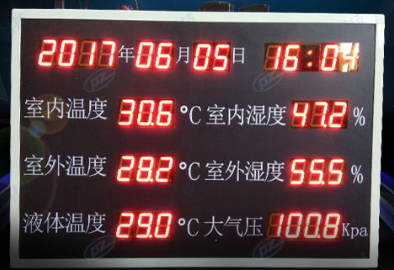 2017年06月05日 16:04
室内温度 30.6 °C 室内湿度 47.2 %
室外温度 28.2 °C 室外湿度 55.5 %
液体温度 29.0 °C 大气压 100.8 Kpa